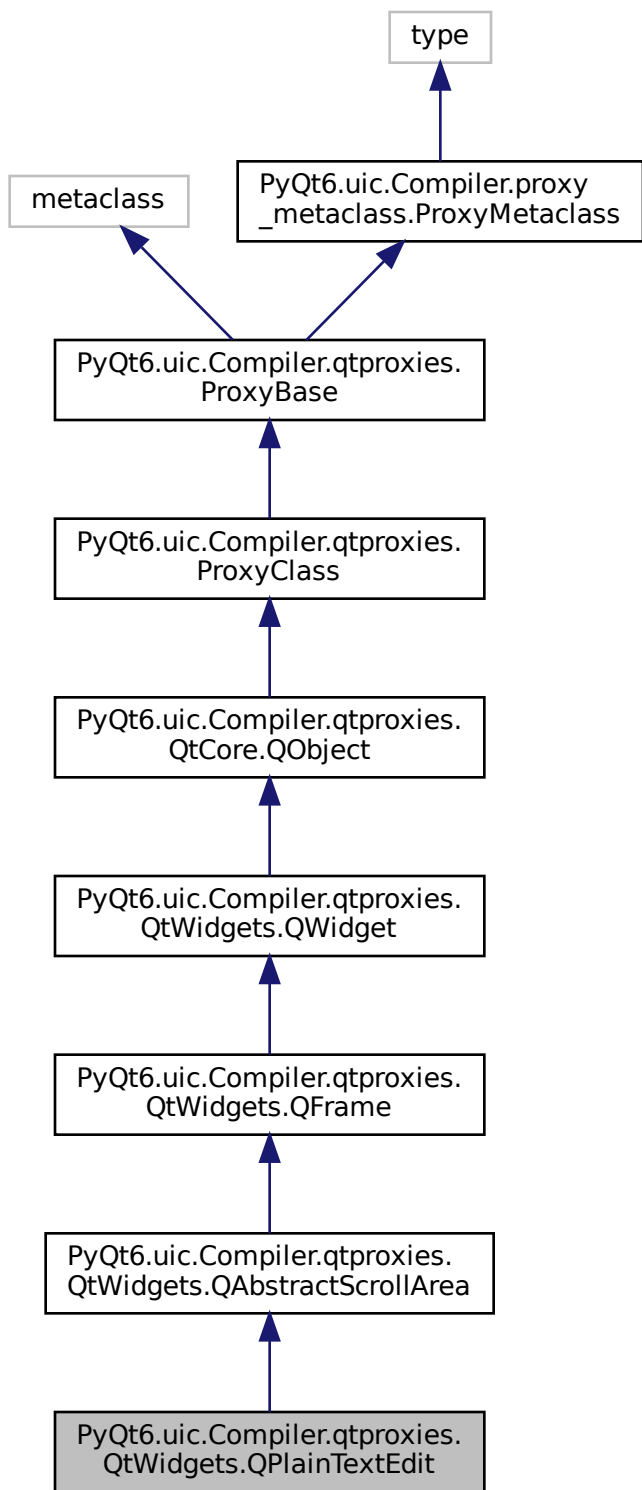 type
PyQt6.uic.Compiler.proxy
_metaclass.ProxyMetaclass
metaclass
PyQt6.uic.Compiler.qtproxies.
ProxyBase
PyQt6.uic.Compiler.qtproxies.
ProxyClass
PyQt6.uic.Compiler.qtproxies.
QtCore.QObject
PyQt6.uic.Compiler.qtproxies.
QtWidgets.QWidget
PyQt6.uic.Compiler.qtproxies.
QtWidgets.QFrame
PyQt6.uic.Compiler.qtproxies.
QtWidgets.QAbstractScrollArea
PyQt6.uic.Compiler.qtproxies.
QtWidgets.QPlainTextEdit